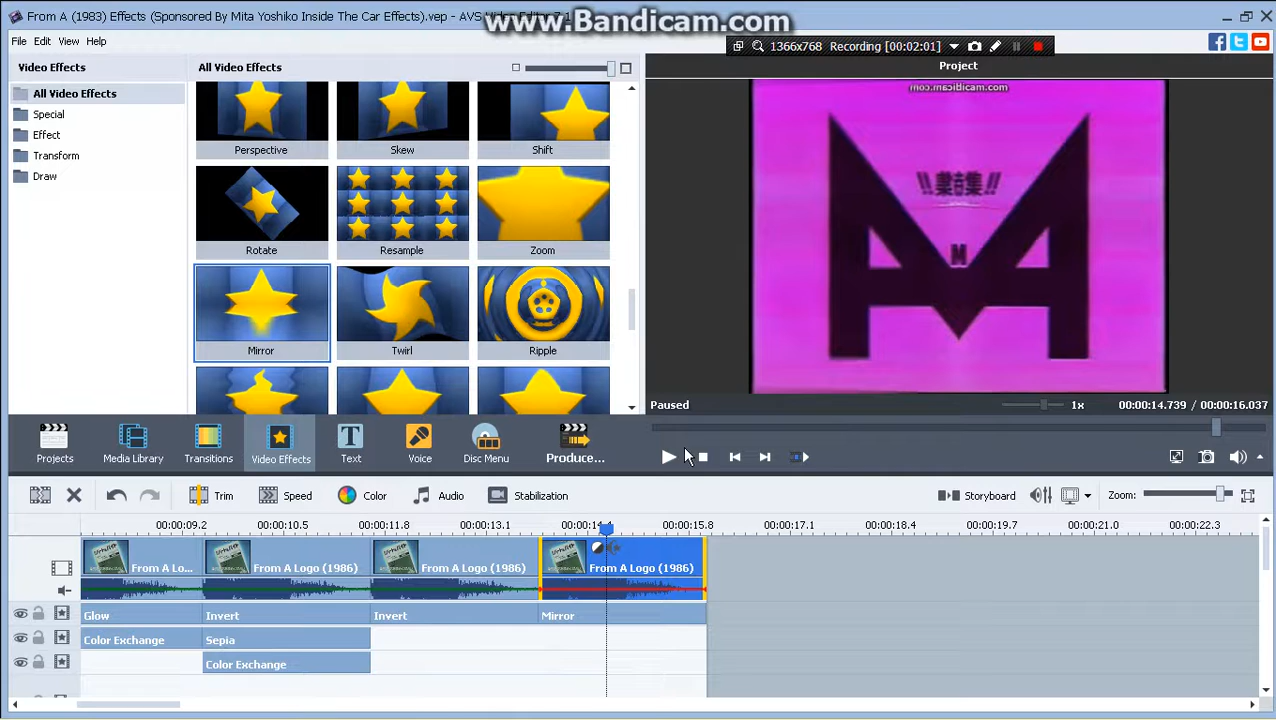 From A (1983) Effects (Sponsored By Mita Yoshiko Inside The Car Effects).vep - AVS Video Editor 7.1
www.Bandicam.com
File Edit View Help
1366x768 Recording [00:02:01]
Video Effects
All Video Effects
Project
All Video Effects
Special
Effect
Transform
Draw
Perspective Skew Shift
Rotate Resample Zoom
Mirror Twirl Ripple
M
Paused
1x
00:00:14.739 / 00:00:16.037
Projects Media Library Transitions Video Effects Text Voice Disc Menu Produce...
Trim Speed Color Audio Stabilization
Storyboard
Zoom:
00:00:09.2 00:00:10.5 00:00:11.8 00:00:13.1 00:00:14.4 00:00:15.8 00:00:17.1 00:00:18.4 00:00:19.7 00:00:21.0 00:00:22.3
From A Lo... From A Logo (1986) From A Logo (1986) From A Logo (1986)
Glow Invert Invert Mirror
Color Exchange Sepia
Color Exchange